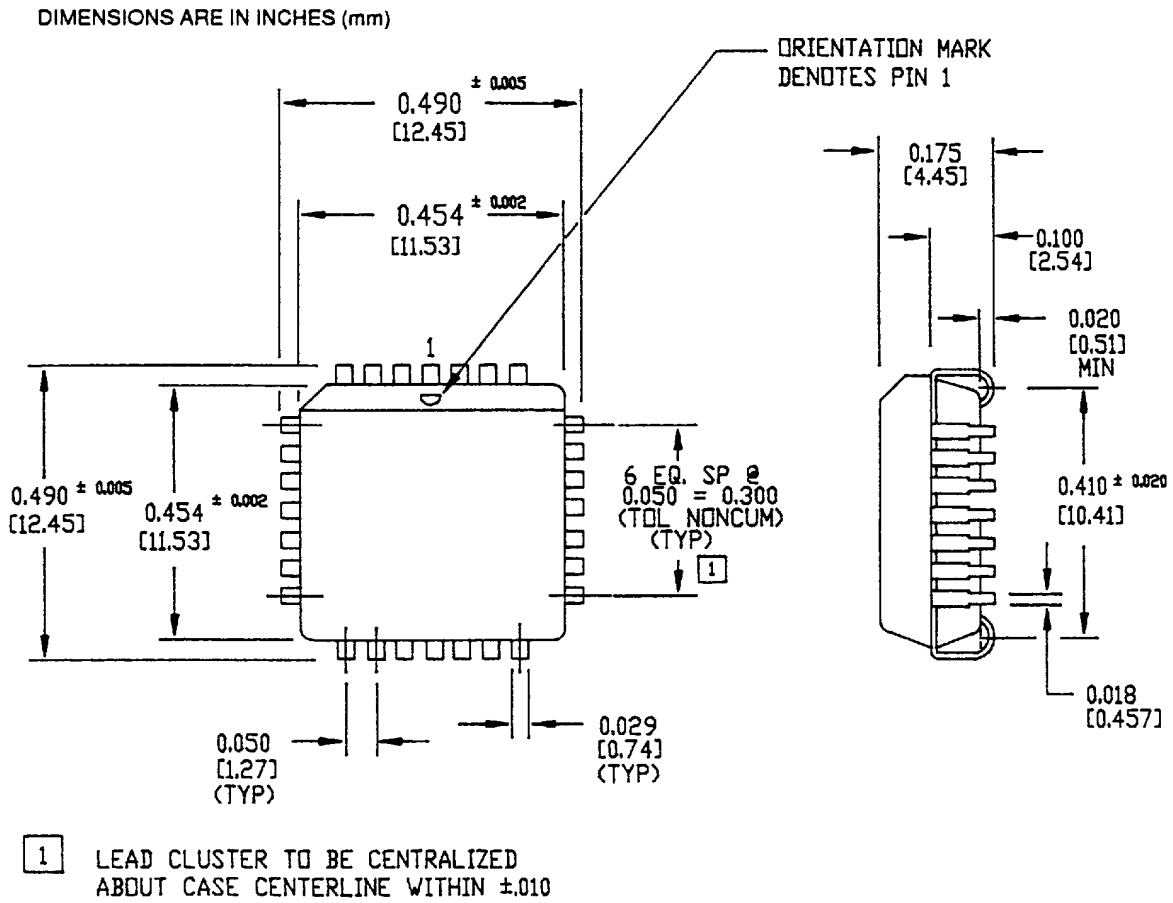 DIMENSIONS ARE IN INCHES (mm)
ORIENTATION MARK
DENOTES PIN 1
0.490 ± 0.005
[12.45]
0.454 ± 0.002
[11.53]
0.175
[4.45]
0.100
[2.54]
0.020
[0.51]
MIN
1
0.490 ± 0.005
[12.45]
0.454 ± 0.002
[11.53]
6 EQ. SP @
0.050 = 0.300
(TOL NONCUM)
(TYP)
1
0.410 ± 0.020
[10.41]
0.018
[0.457]
0.050
[1.27]
(TYP)
0.029
[0.74]
(TYP)
1 LEAD CLUSTER TO BE CENTRALIZED
ABOUT CASE CENTERLINE WITHIN ±.010